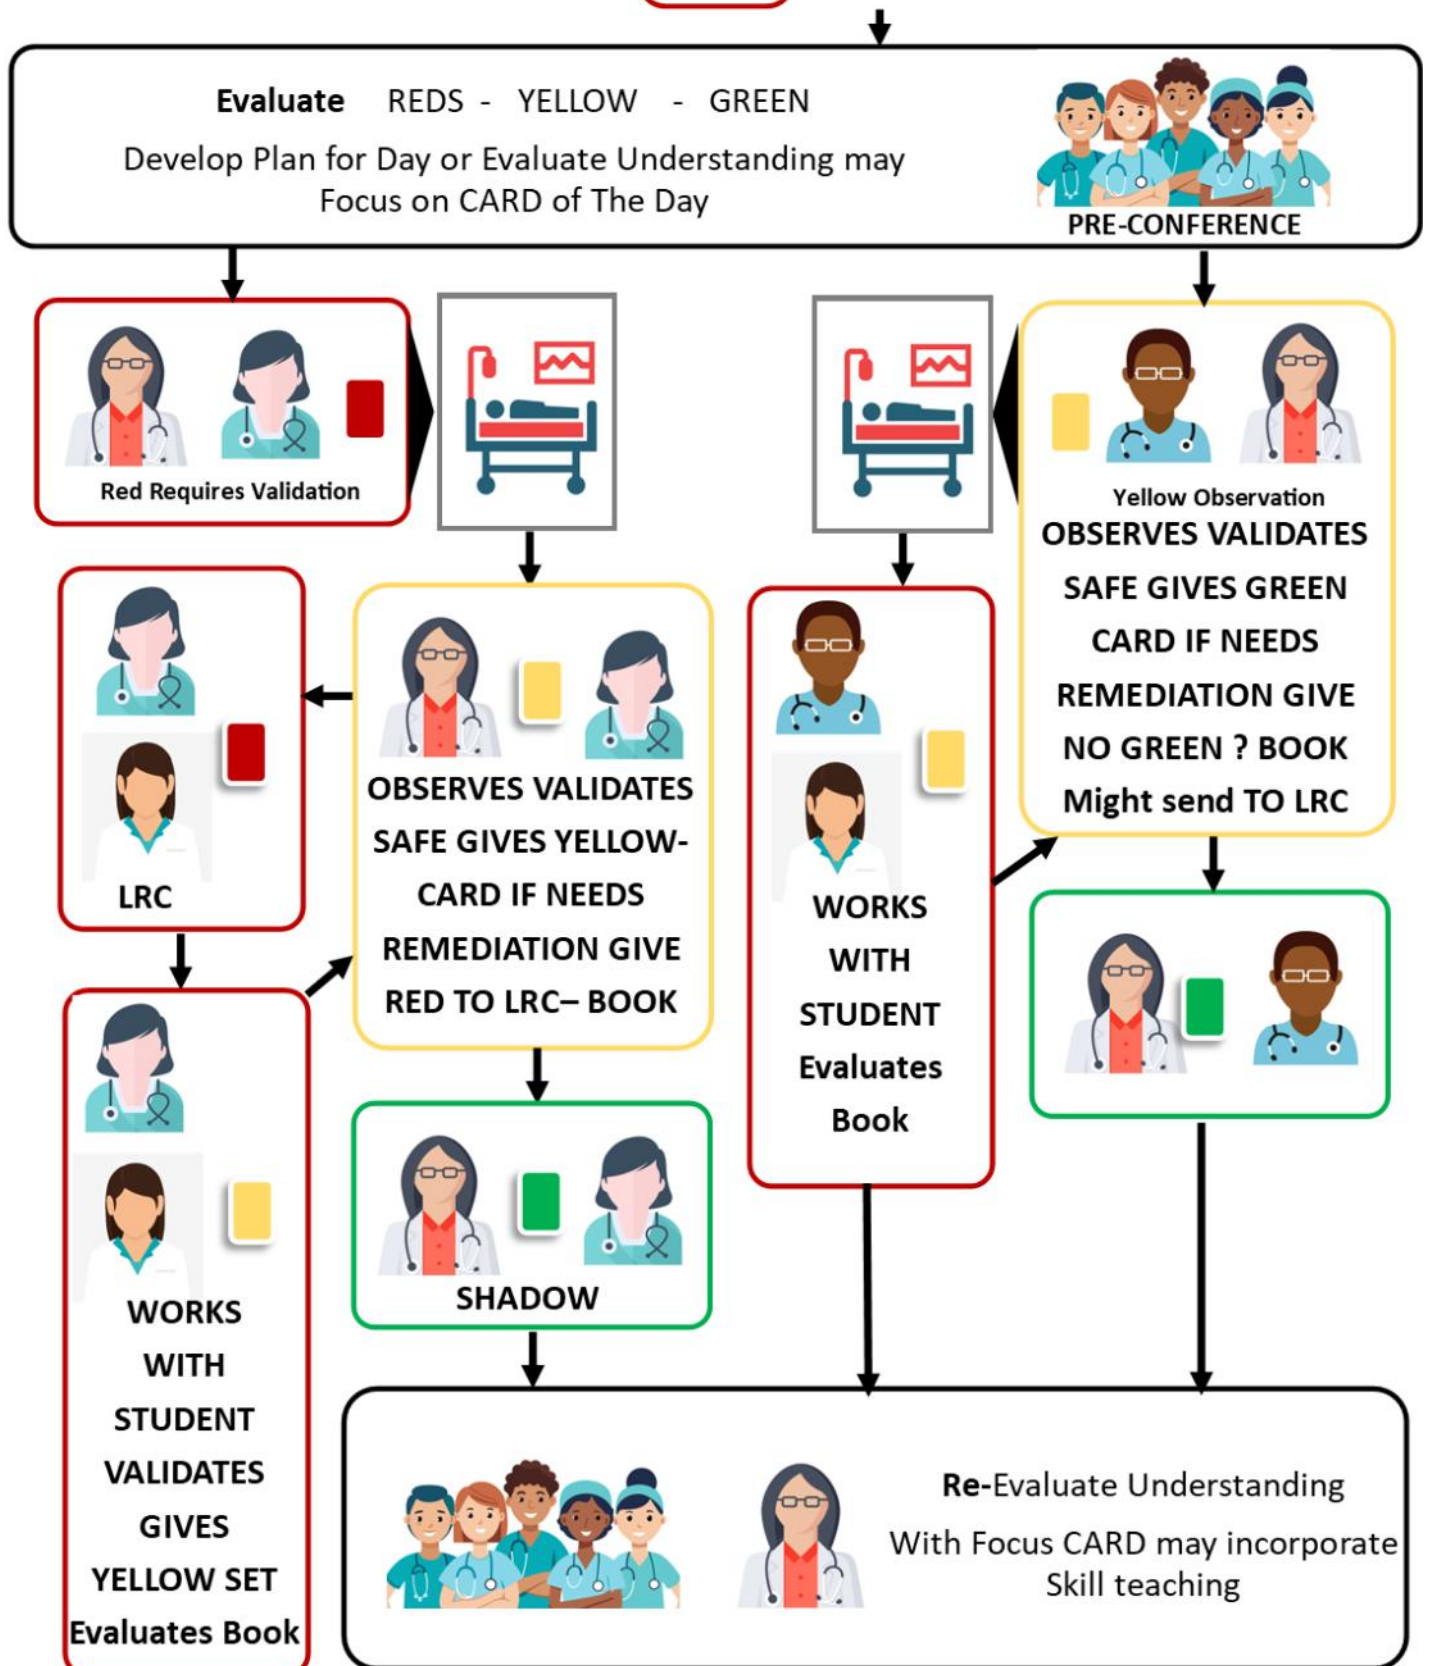 Evaluate REDS - YELLOW - GREEN
Develop Plan for Day or Evaluate Understanding may
Focus on CARD of The Day
PRE-CONFERENCE
Red Requires Validation
Yellow Observation
OBSERVES VALIDATES
SAFE GIVES GREEN
CARD IF NEEDS
REMEDIATION GIVE
NO GREEN ? BOOK
Might send TO LRC
LRC
OBSERVES VALIDATES
SAFE GIVES YELLOW-
CARD IF NEEDS
REMEDIATION GIVE
RED TO LRC– BOOK
WORKS
WITH
STUDENT
Evaluates
Book
WORKS
WITH
STUDENT
VALIDATES
GIVES
YELLOW SET
Evaluates Book
SHADOW
Re-Evaluate Understanding
With Focus CARD may incorporate
Skill teaching